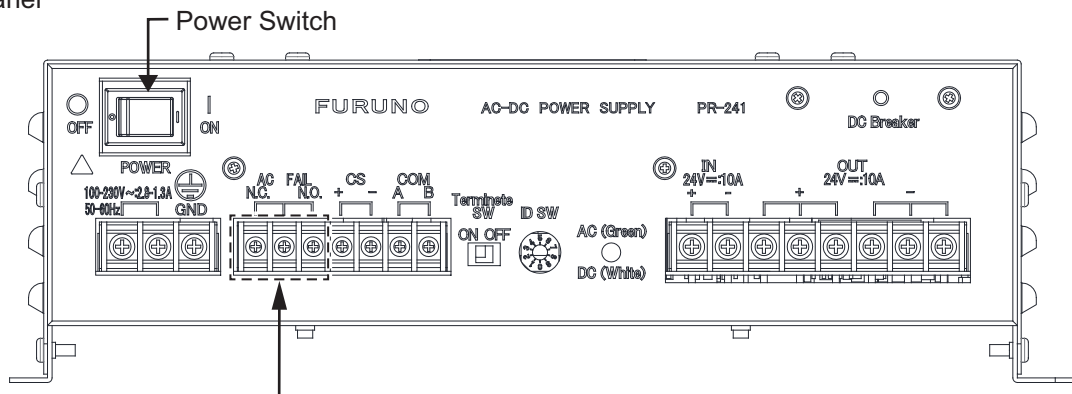 Power Switch
OFF
ON
FURUNO
AC-DC POWER SUPPLY
PR-241
DC Breaker
POWER
100-230V~:2.9-1.3A
50-60Hz
GND
AC FAIL
N.C. N.O.
CS
+ -
COM
A B
Terminete
SW
ON OFF
ID SW
AC (Green)
DC (White)
IN
24V⎓:10A
+ -
OUT
24V⎓:10A
+ -